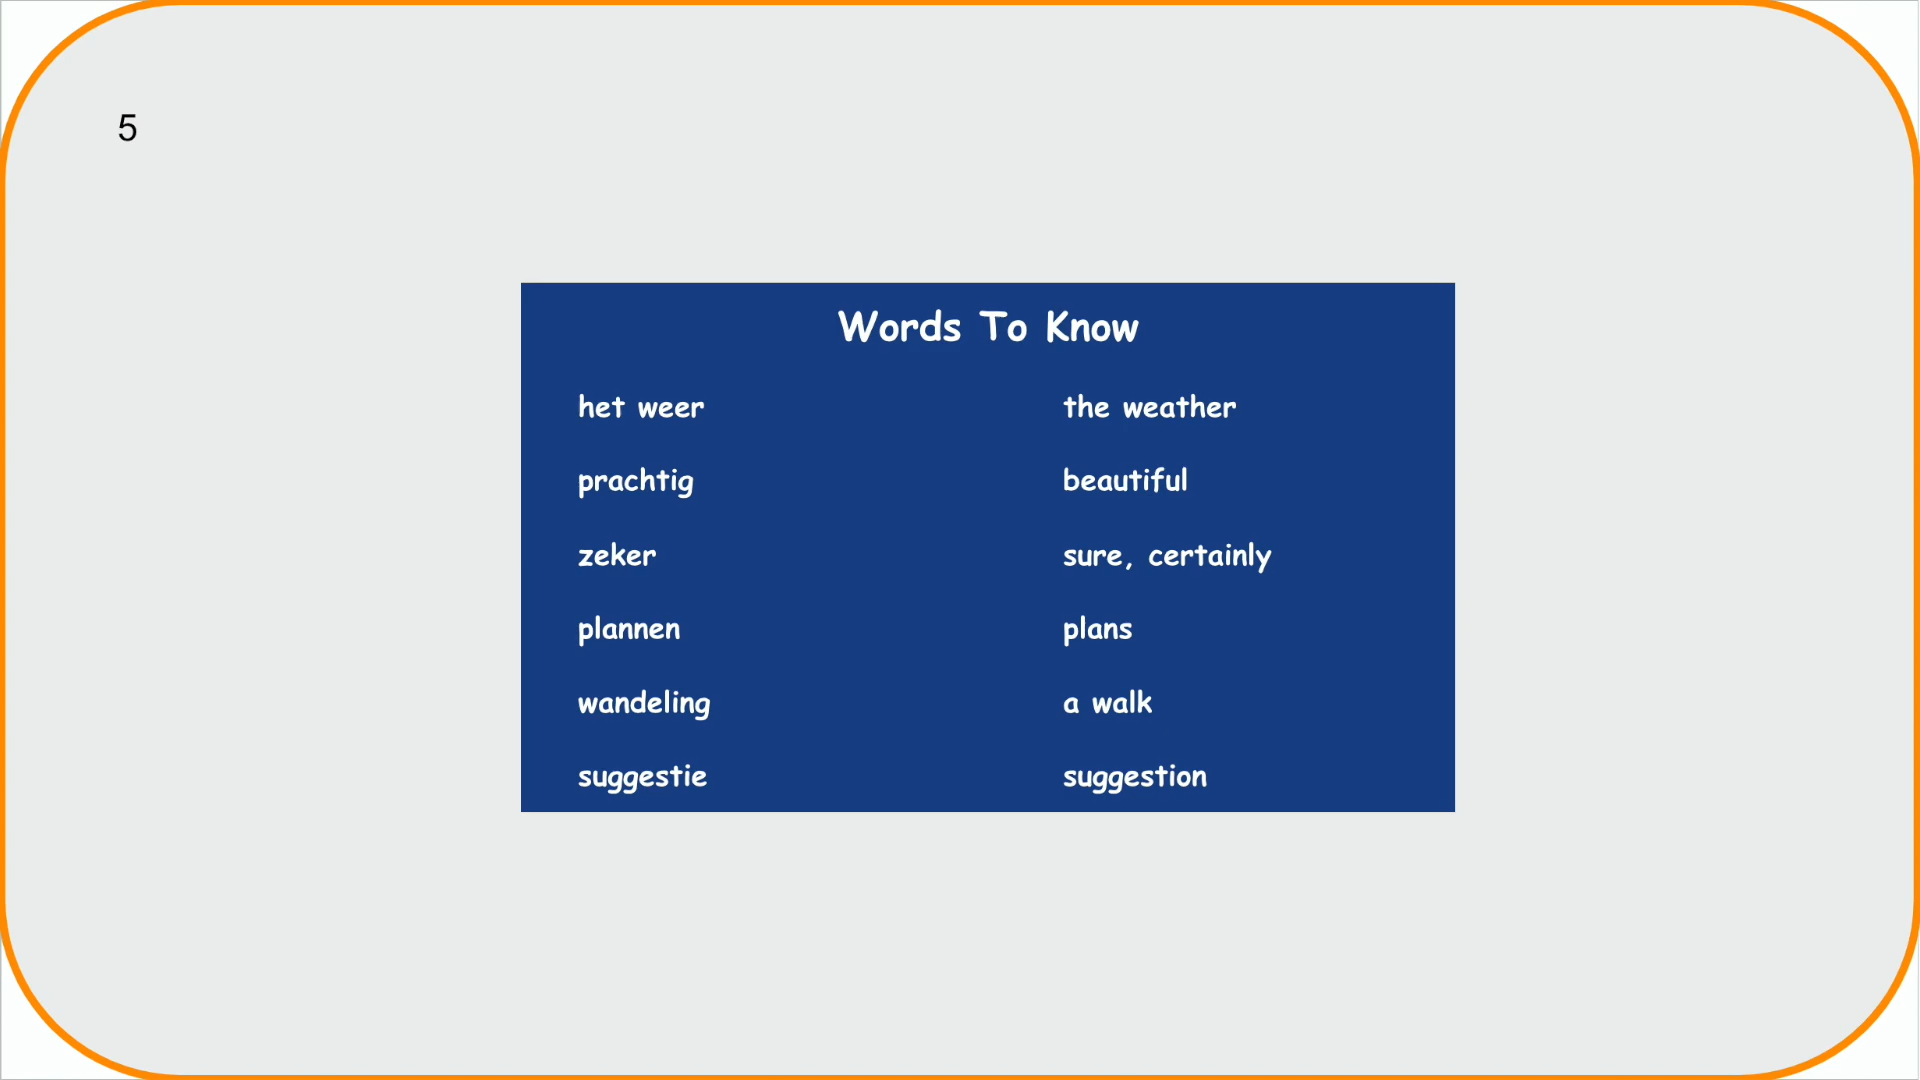 5
Words To Know
het weer the weather
prachtig beautiful
zeker sure, certainly
plannen plans
wandeling a walk
suggestie suggestion